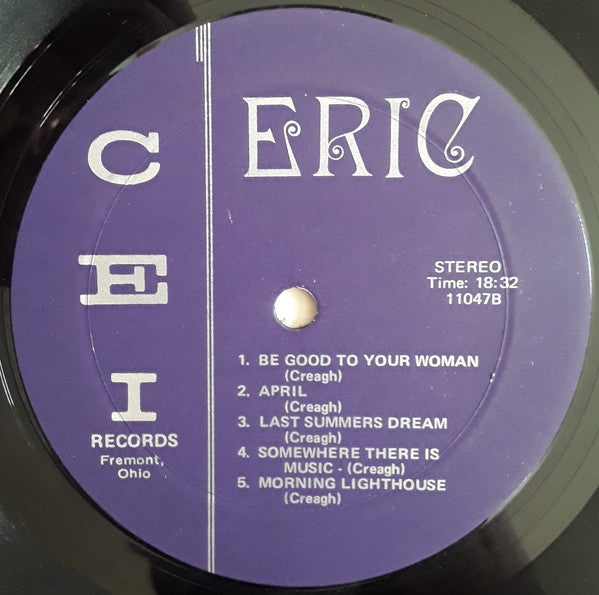 C
E
I
RECORDS
Fremont,
Ohio
ERIC
STEREO
Time: 18:32
11047B
1. BE GOOD TO YOUR WOMAN
(Creagh)
2. APRIL
(Creagh)
3. LAST SUMMERS DREAM
(Creagh)
4. SOMEWHERE THERE IS
MUSIC - (Creagh)
5. MORNING LIGHTHOUSE
(Creagh)